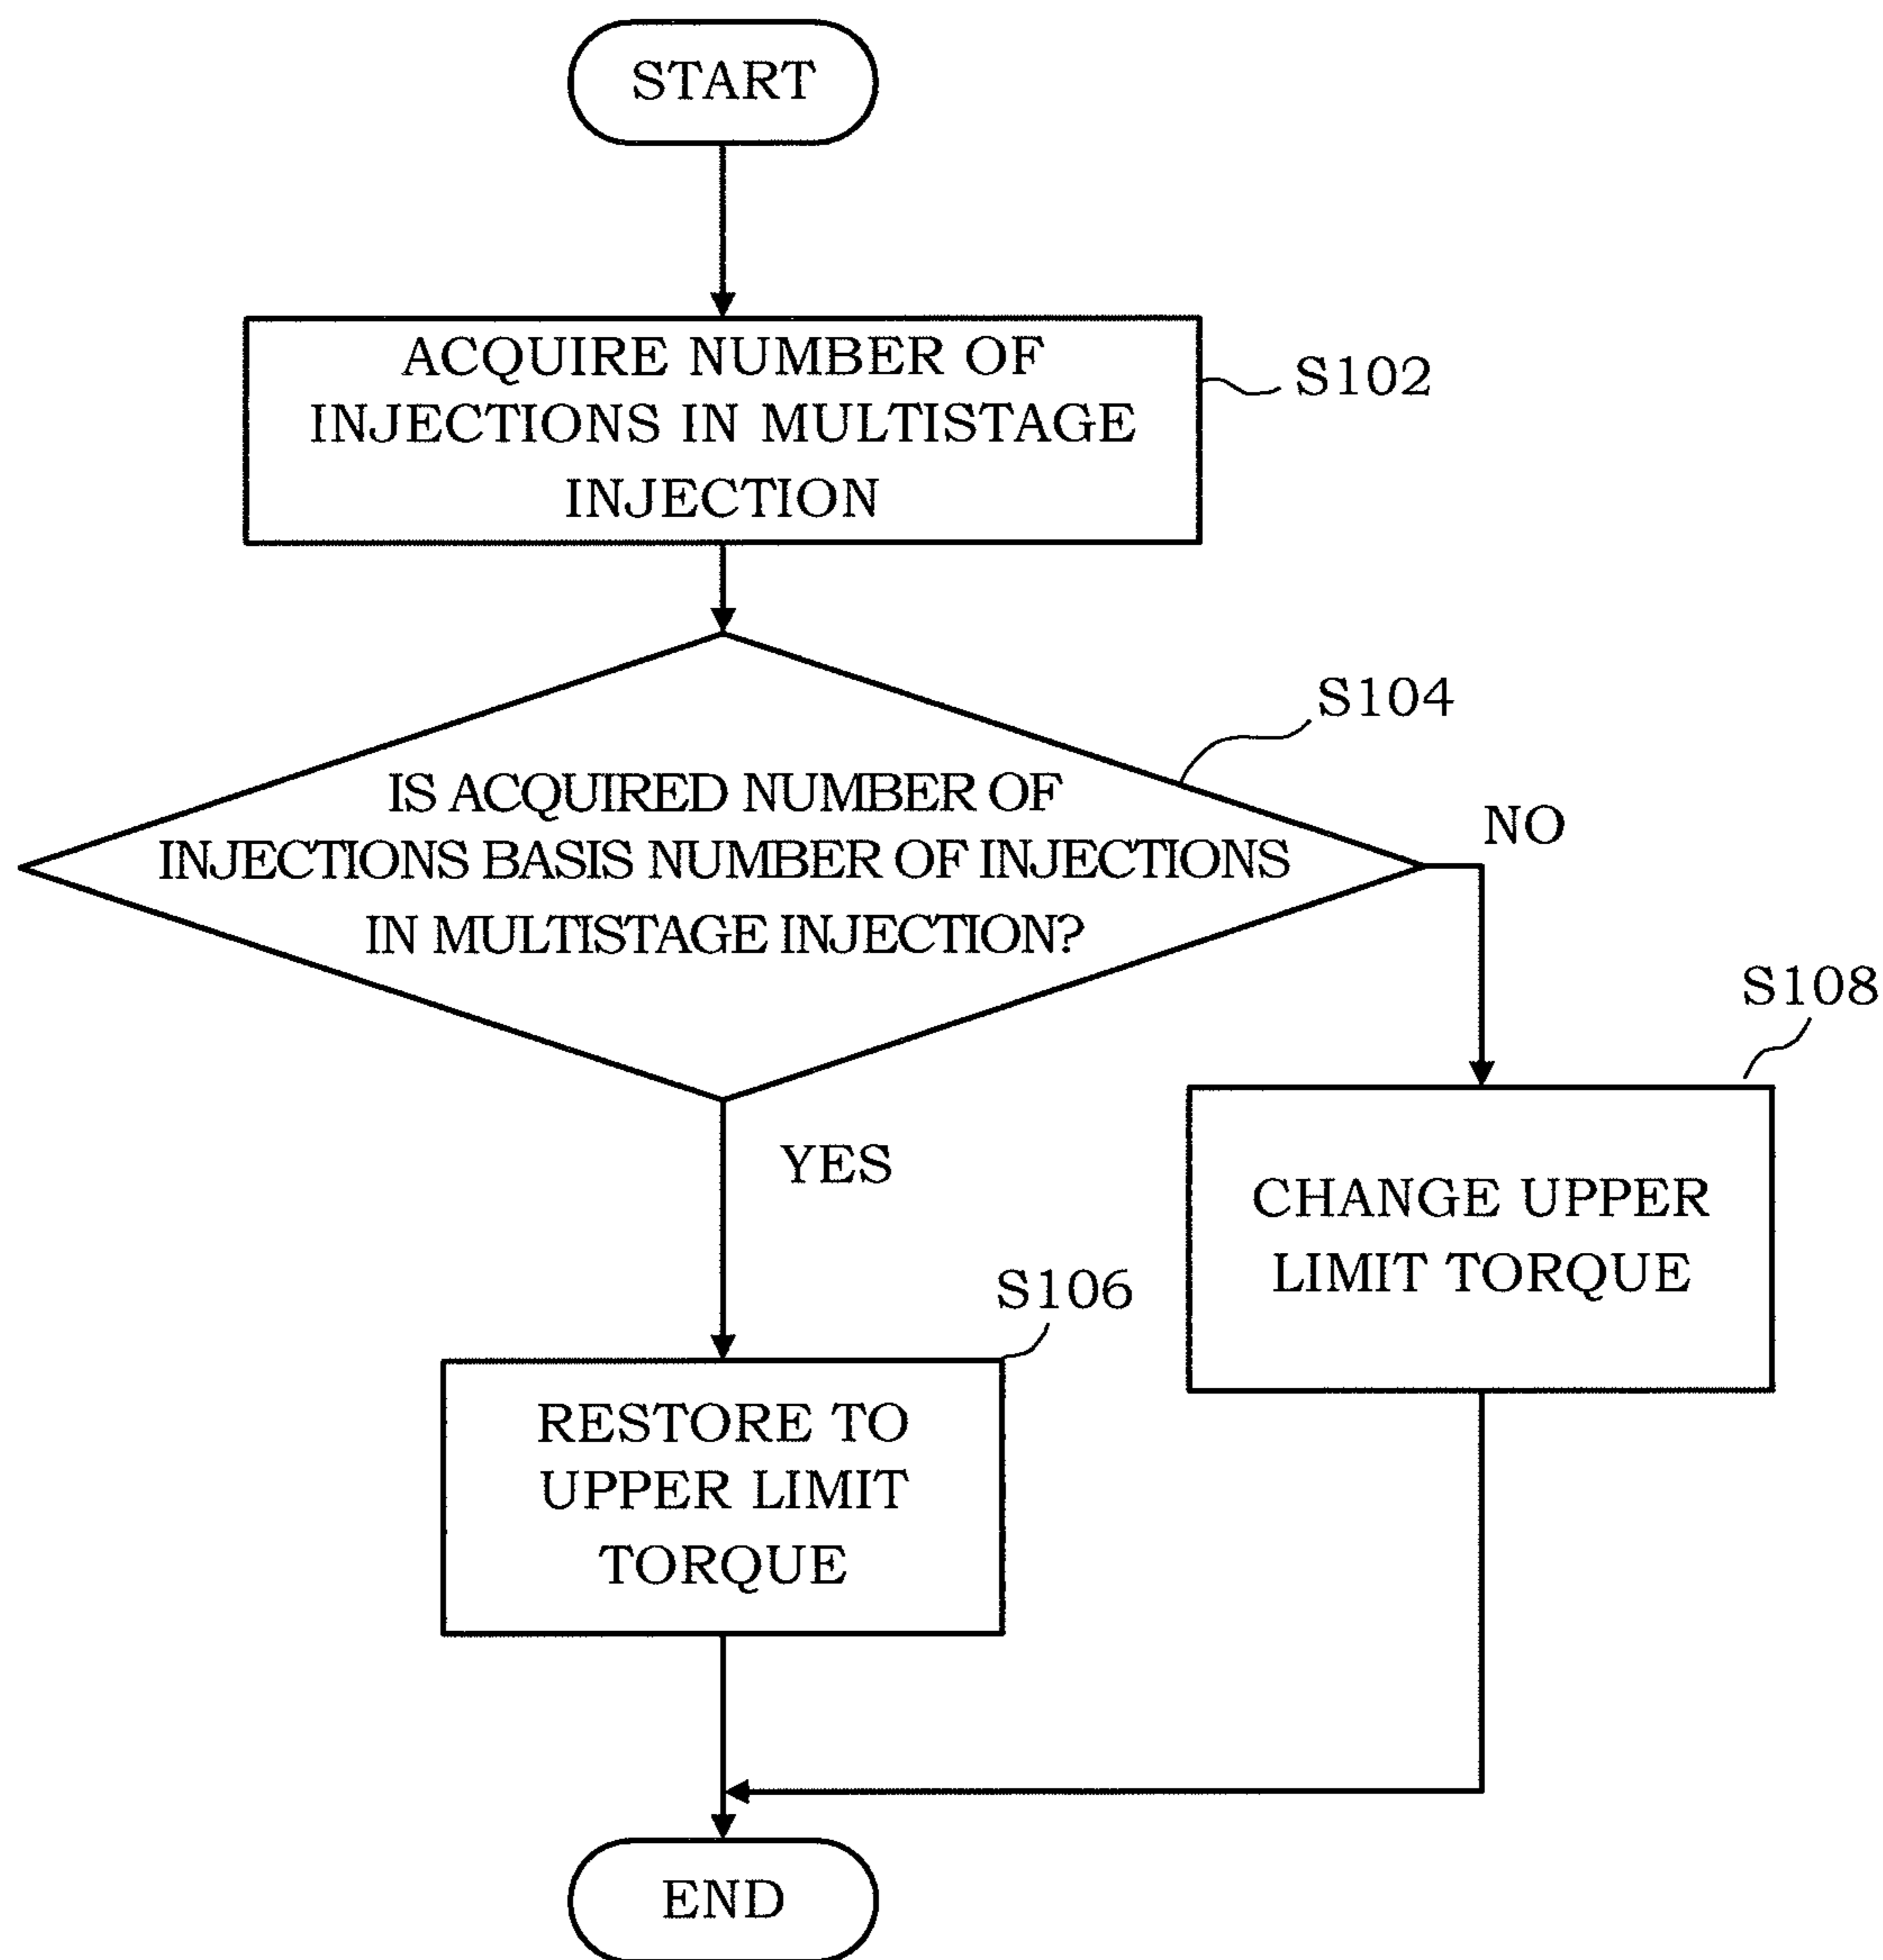 START
ACQUIRE NUMBER OF
INJECTIONS IN MULTISTAGE
INJECTION
S102
S104
IS ACQUIRED NUMBER OF
INJECTIONS BASIS NUMBER OF INJECTIONS
IN MULTISTAGE INJECTION?
NO
YES
S108
CHANGE UPPER
LIMIT TORQUE
S106
RESTORE TO
UPPER LIMIT
TORQUE
END